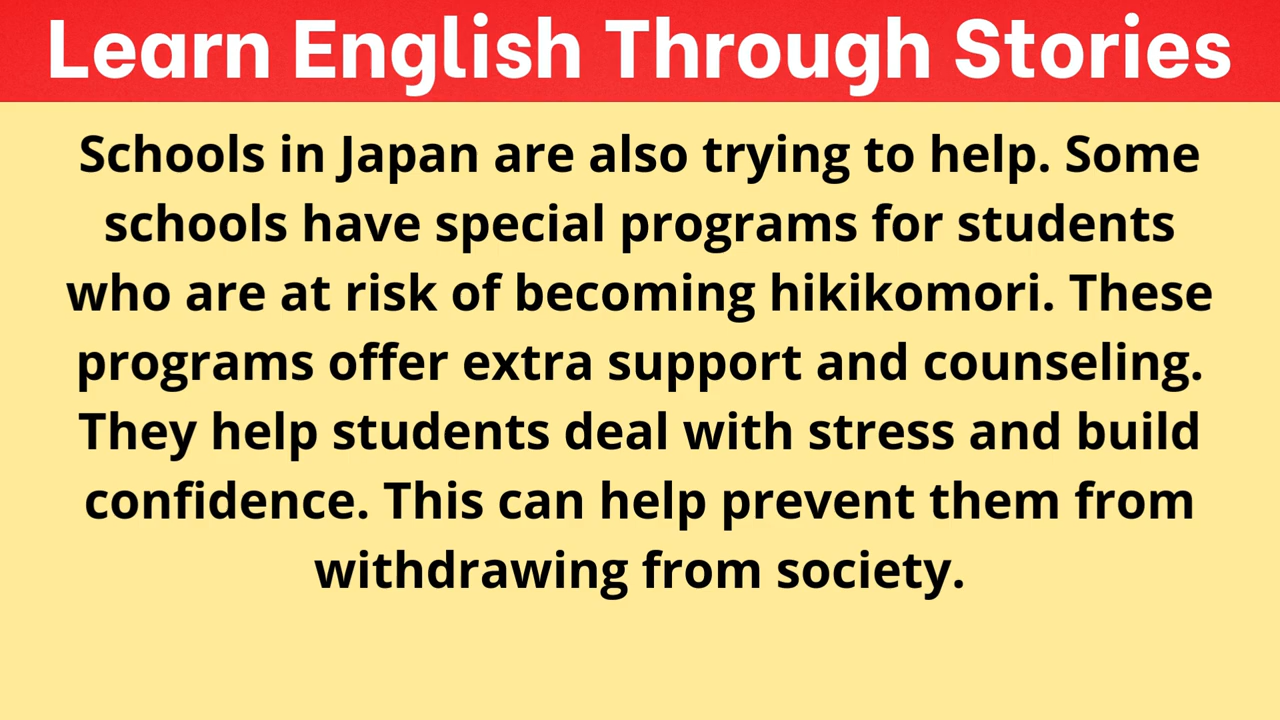 Learn English Through Stories
Schools in Japan are also trying to help. Some
schools have special programs for students
who are at risk of becoming hikikomori. These
programs offer extra support and counseling.
They help students deal with stress and build
confidence. This can help prevent them from
withdrawing from society.